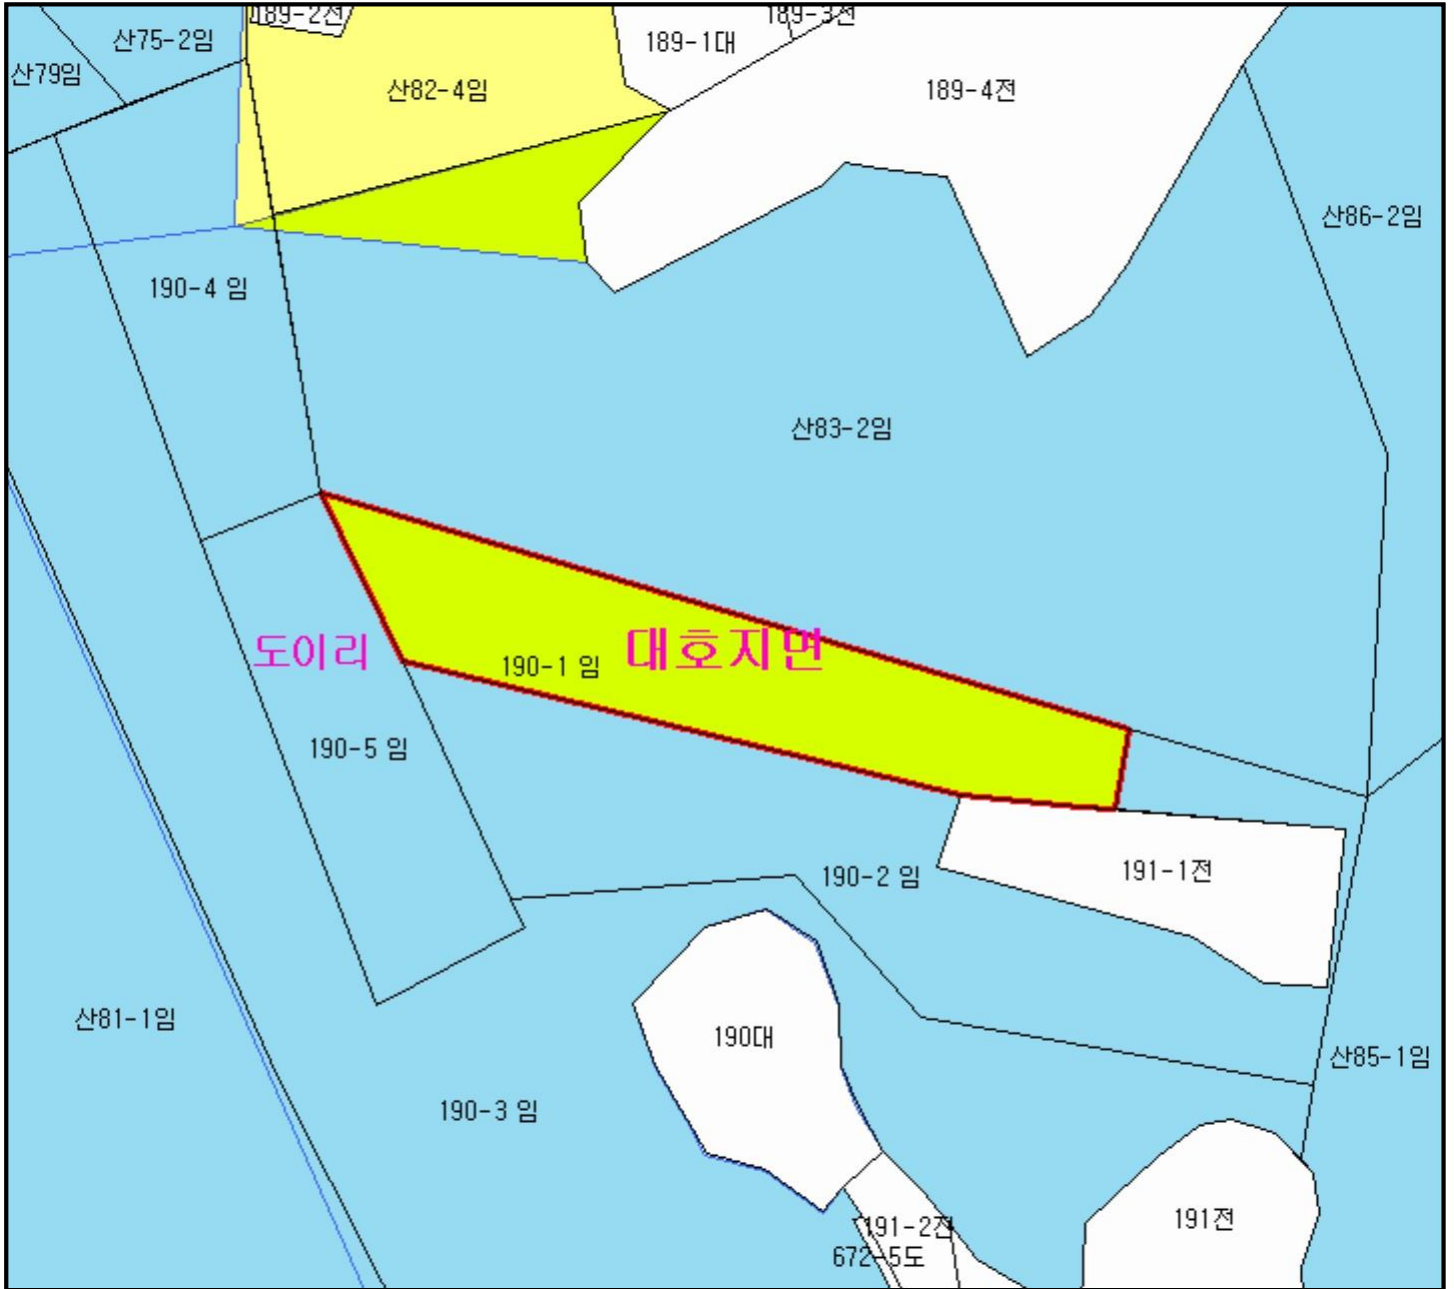 189-2전
189-3전
산75-2임
189-1대
산79임
산82-4임
189-4전
산86-2임
190-4 임
산83-2임
도이리
190-1 임
대호지면
190-5 임
190-2 임
191-1전
산81-1임
190대
산85-1임
190-3 임
191전
191-2전
672-5도